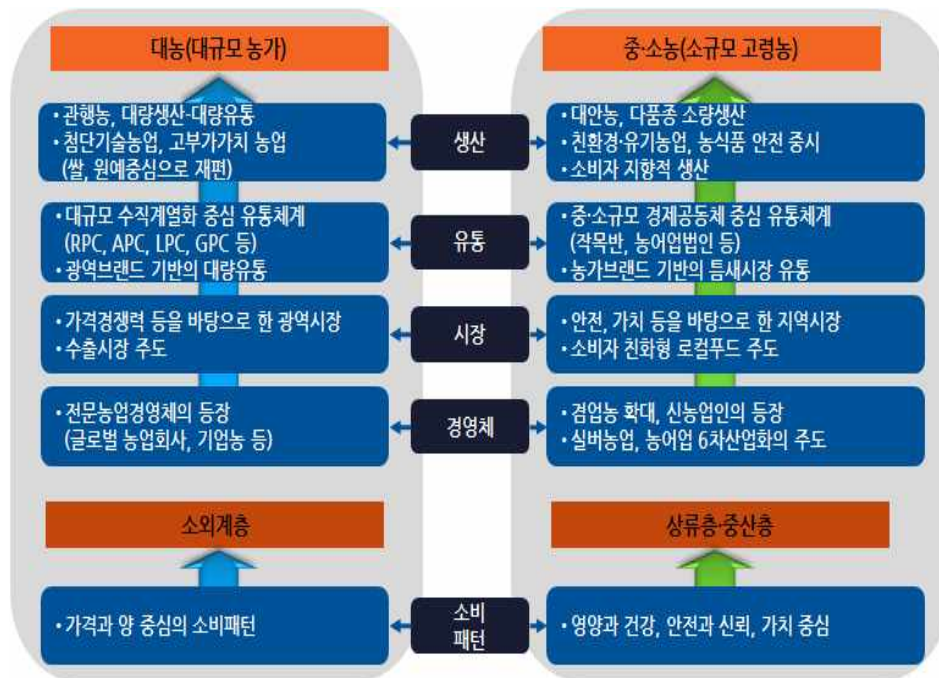 대농(대규모 농가)
중·소농(소규모 고령농)
• 관행농, 대량생산-대량유통
• 첨단기술농업, 고부가가치 농업
(쌀, 원예중심으로 재편)
생산
• 대안농, 다품종 소량생산
• 친환경·유기농업, 농식품 안전 중시
• 소비자 지향적 생산
• 대규모 수직계열화 중심 유통체계
(RPC, APC, LPC, GPC 등)
• 광역브랜드 기반의 대량유통
유통
• 중·소규모 경제공동체 중심 유통체계
(작목반, 농어업법인 등)
• 농가브랜드 기반의 틈새시장 유통
• 가격경쟁력 등을 바탕으로 한 광역시장
• 수출시장 주도
시장
• 안전, 가치 등을 바탕으로 한 지역시장
• 소비자 친화형 로컬푸드 주도
• 전문농업경영체의 등장
(글로벌 농업회사, 기업농 등)
경영체
• 겸업농 확대, 신농업인의 등장
• 실버농업, 농어업 6차산업화의 주도
소외계층
상류층·중산층
• 가격과 양 중심의 소비패턴
소비
패턴
• 영양과 건강, 안전과 신뢰, 가치 중심